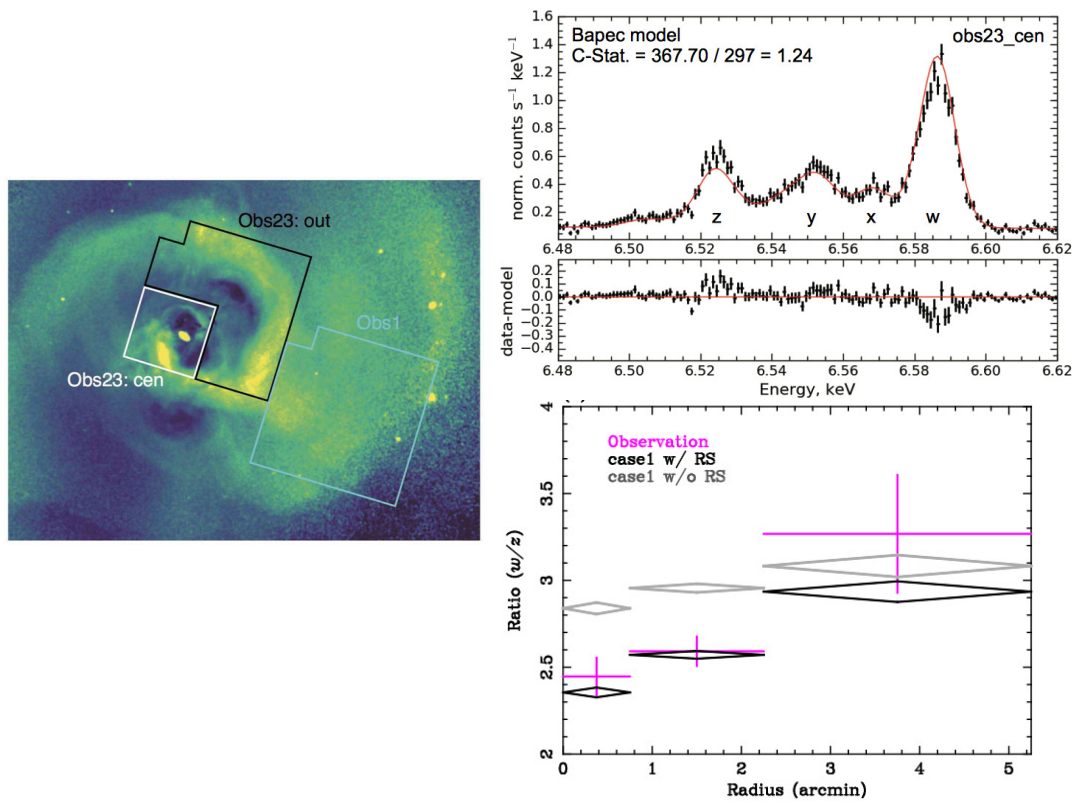 Obs23: out
Obs1
Obs23: cen
Bapec model
C-Stat. = 367.70 / 297 = 1.24
obs23_cen
norm. counts s⁻¹ keV⁻¹
1.6
1.4
1.2
1.0
0.8
0.6
0.4
0.2
z
y
x
w
6.48 6.50 6.52 6.54 6.56 6.58 6.60 6.62
data-model
0.2
0.1
0.0
−0.1
−0.2
−0.3
−0.4
6.48 6.50 6.52 6.54 6.56 6.58 6.60 6.62
Energy, keV
Observation
case1 w/ RS
case1 w/o RS
Ratio (w/z)
4
3.5
3
2.5
2
0 1 2 3 4 5
Radius (arcmin)